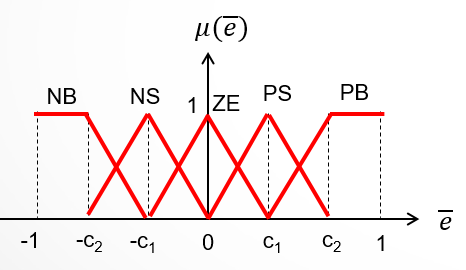 μ(e̅)
NB NS 1 ZE PS PB
e̅
-1 -c₂ -c₁ 0 c₁ c₂ 1